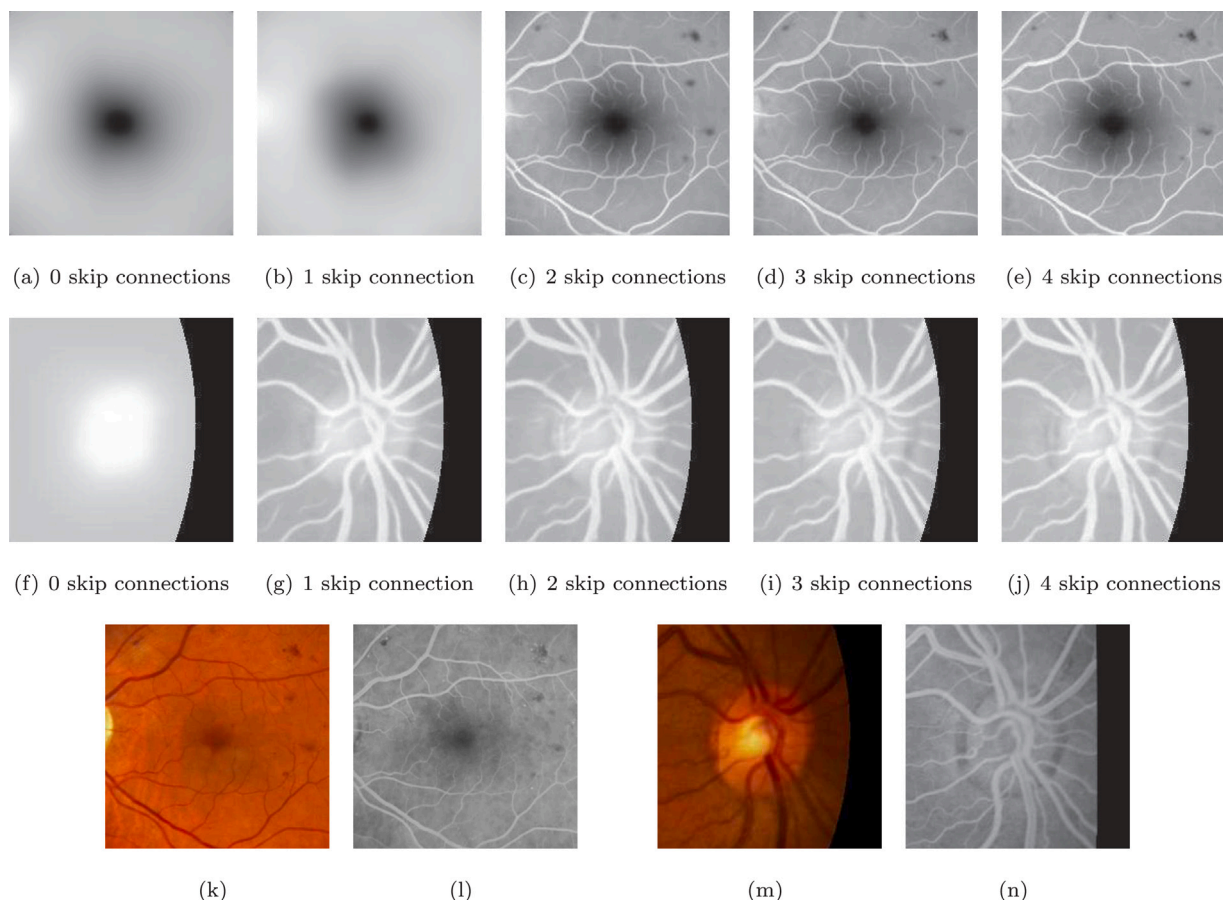 (a) 0 skip connections
(b) 1 skip connection
(c) 2 skip connections
(d) 3 skip connections
(e) 4 skip connections
(f) 0 skip connections
(g) 1 skip connection
(h) 2 skip connections
(i) 3 skip connections
(j) 4 skip connections
(k)
(l)
(m)
(n)